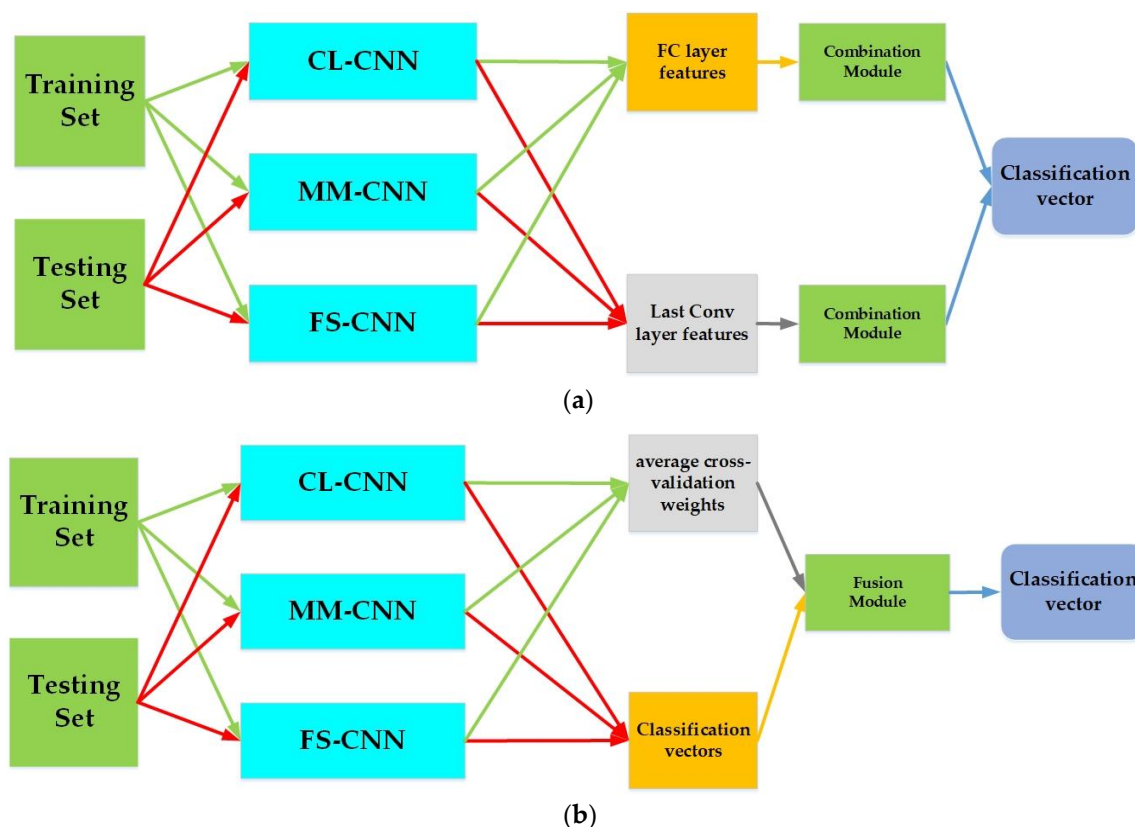 Training
Set
Testing
Set
CL-CNN
MM-CNN
FS-CNN
FC layer
features
Last Conv
layer features
Combination
Module
Combination
Module
Classification
vector
(a)
Training
Set
Testing
Set
CL-CNN
MM-CNN
FS-CNN
average cross-
validation
weights
Classification
vectors
Fusion
Module
Classification
vector
(b)